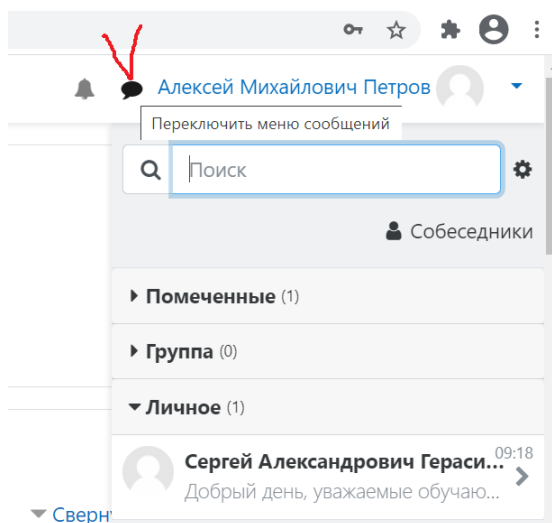 Алексей Михайлович Петров
Переключить меню сообщений
Поиск
Собеседники
Помеченные (1)
Группа (0)
Личное (1)
Сергей Александрович Гераси... 09:18
Добрый день, уважаемые обучаю...
Сверн